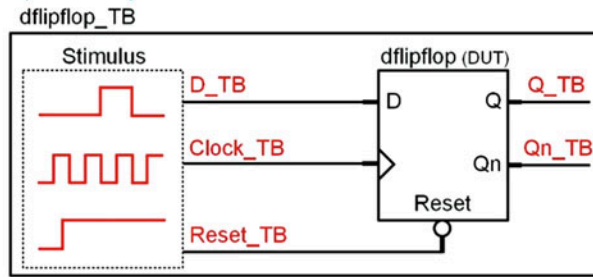 dflipflop_TB
Stimulus
dflipflop (DUT)
D_TB
D
Q
Q_TB
Clock_TB
Qn
Qn_TB
Reset
Reset_TB